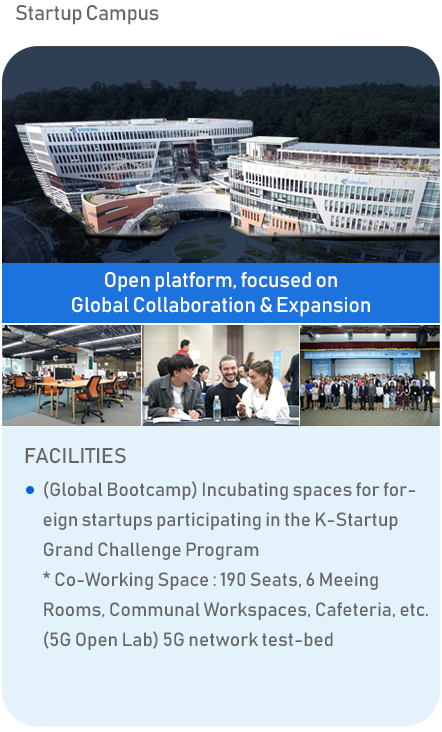 Startup Campus
Open platform, focused on
Global Collaboration & Expansion
FACILITIES
(Global Bootcamp) Incubating spaces for for-
eign startups participating in the K-Startup
Grand Challenge Program
* Co-Working Space : 190 Seats, 6 Meeing
Rooms, Communal Workspaces, Cafeteria, etc.
(5G Open Lab) 5G network test-bed